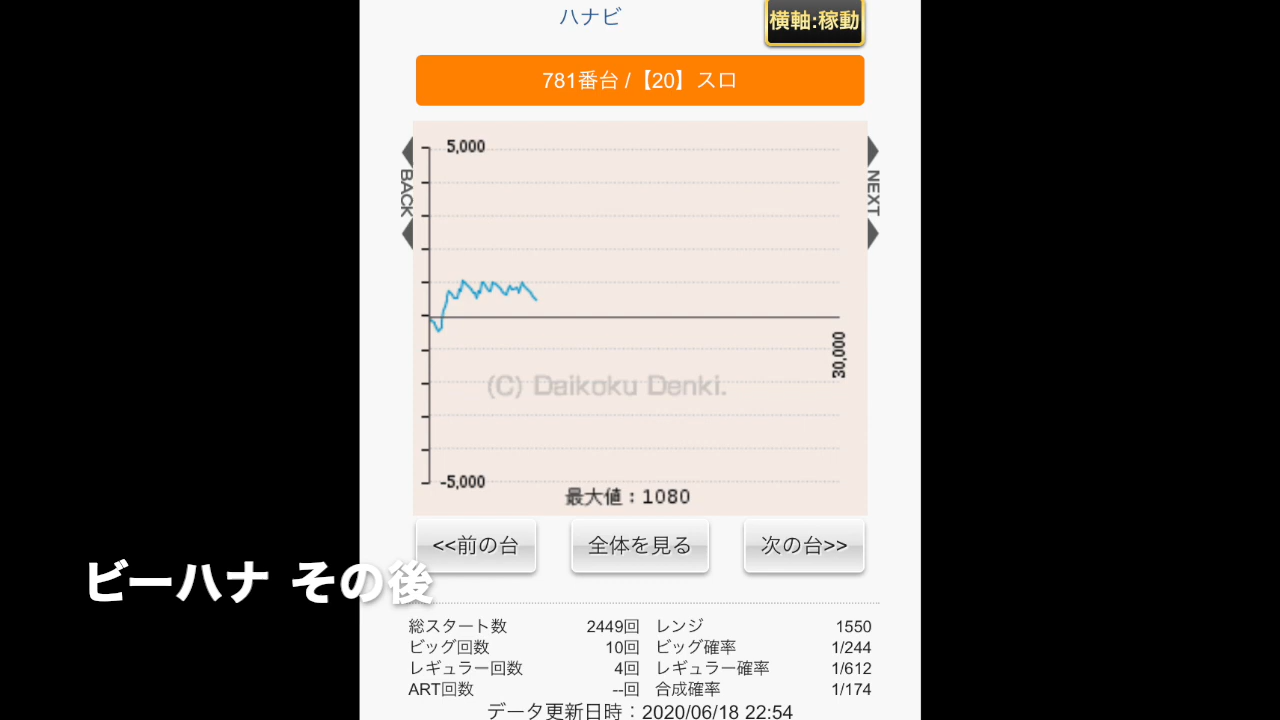 ハナビ
横軸:稼動
781番台 /【20】スロ
5,000
BACK
NEXT
30,000
(C) Daikoku Denki.
-5,000
最大値：1080
<<前の台
全体を見る
次の台>>
ビーハナ その後
総スタート数 2449回 レンジ 1550
ビッグ回数 10回 ビッグ確率 1/244
レギュラー回数 4回 レギュラー確率 1/612
ART回数 --回 合成確率 1/174
データ更新日時：2020/06/18 22:54